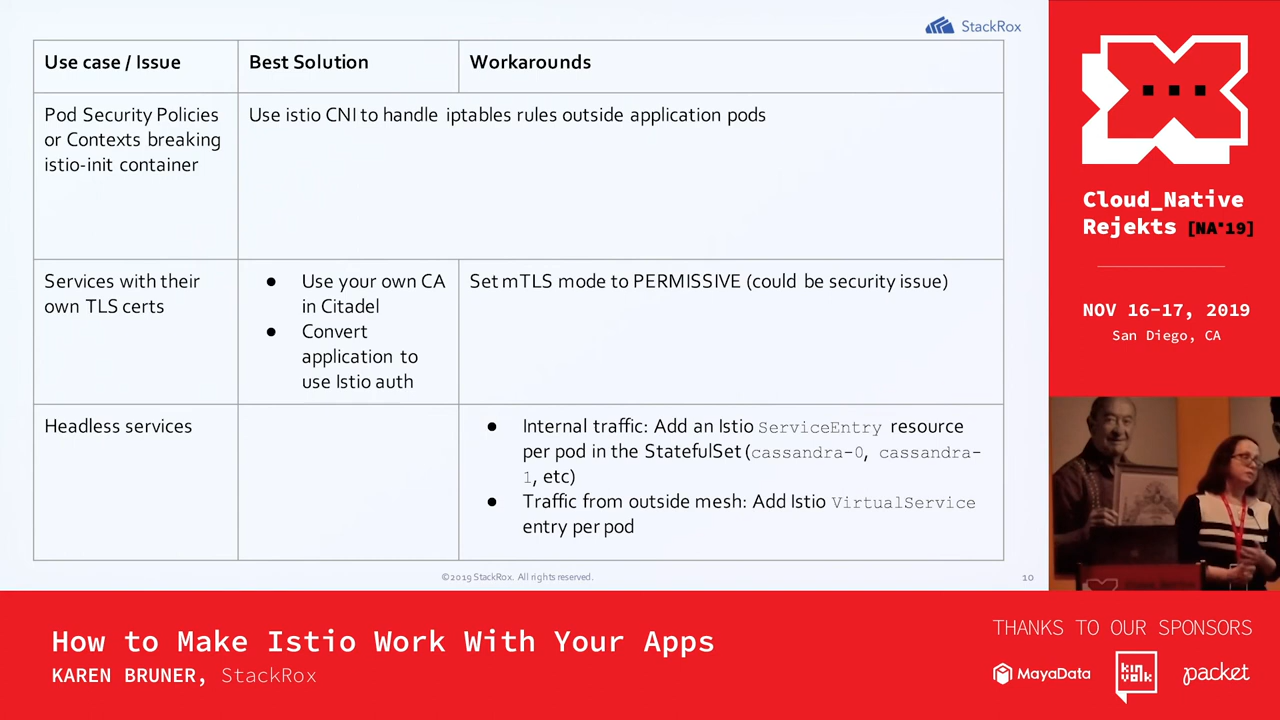 StackRox
Use case / Issue
Best Solution
Workarounds
Pod Security Policies
or Contexts breaking
istio-init container
Use istio CNI to handle iptables rules outside application pods
Services with their
own TLS certs
● Use your own CA
in Citadel
● Convert
application to
use Istio auth
Set mTLS mode to PERMISSIVE (could be security issue)
Headless services
● Internal traffic: Add an Istio ServiceEntry resource
per pod in the StatefulSet (cassandra-0, cassandra-
1, etc)
● Traffic from outside mesh: Add Istio VirtualService
entry per pod
©2019 StackRox. All rights reserved.
10
Cloud_Native
Rejekts [NA'19]
NOV 16-17, 2019
San Diego, CA
How to Make Istio Work With Your Apps
KAREN BRUNER, StackRox
THANKS TO OUR SPONSORS
MayaData
kinvolk
packet